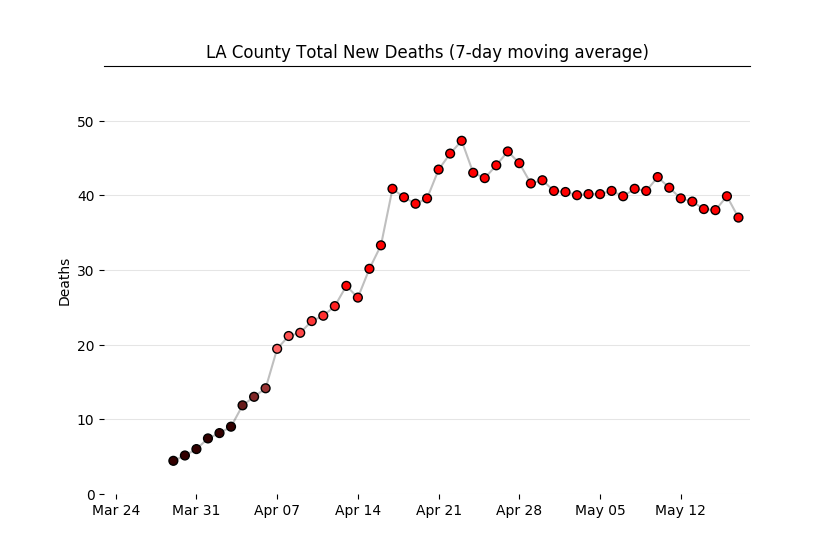 LA County Total New Deaths (7-day moving average)
50
40
30
20
10
0
Deaths
Mar 24 Mar 31 Apr 07 Apr 14 Apr 21 Apr 28 May 05 May 12